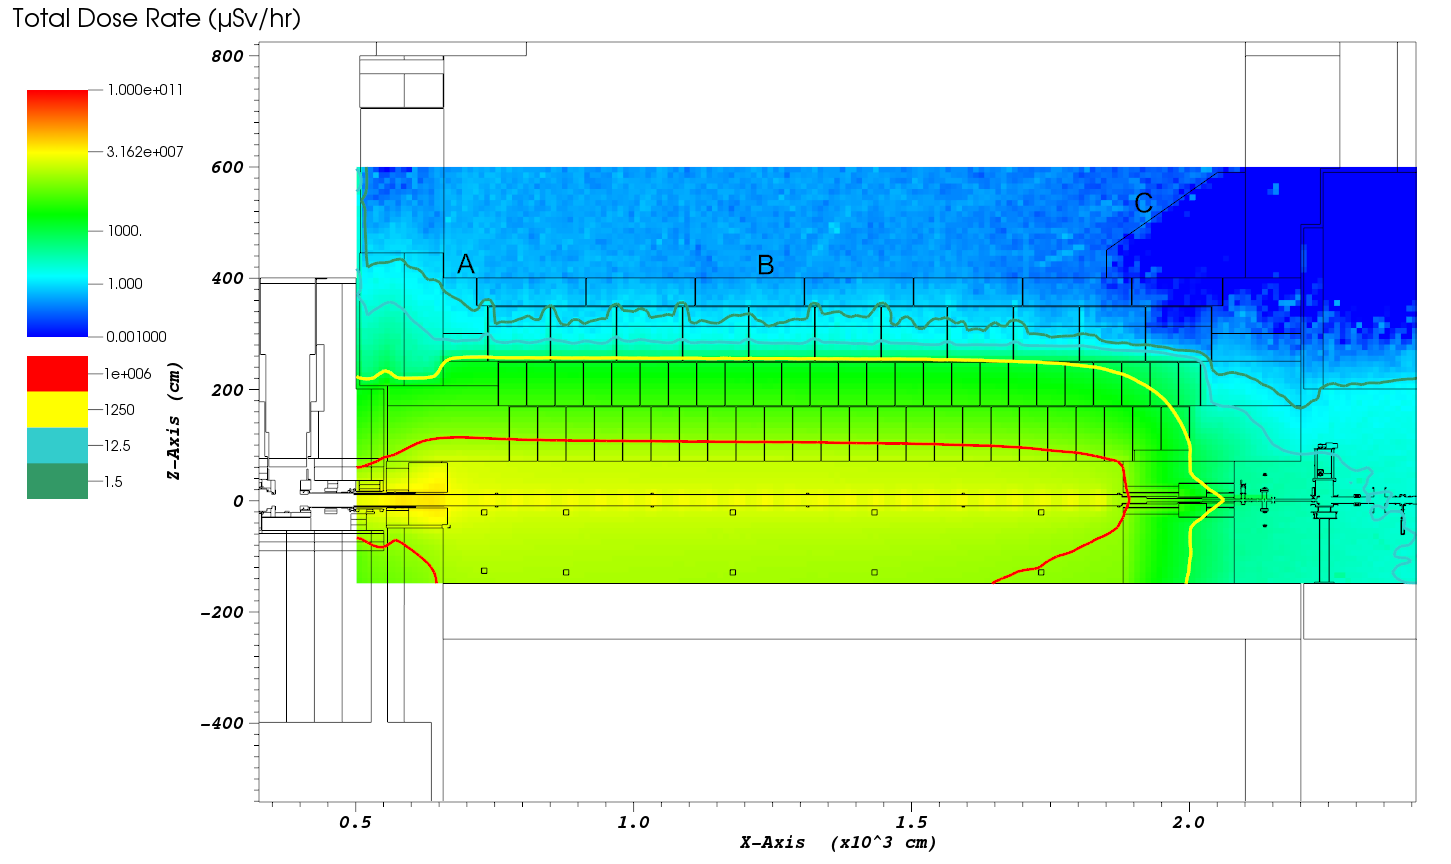 Total Dose Rate (µSv/hr)
1.000e+011
3.162e+007
1000.
1.000
0.001000
1e+006
1250
12.5
1.5
Z-Axis (cm)
800
600
400
200
0
-200
-400
A
B
C
0.5
1.0
1.5
2.0
X-Axis (x10^3 cm)